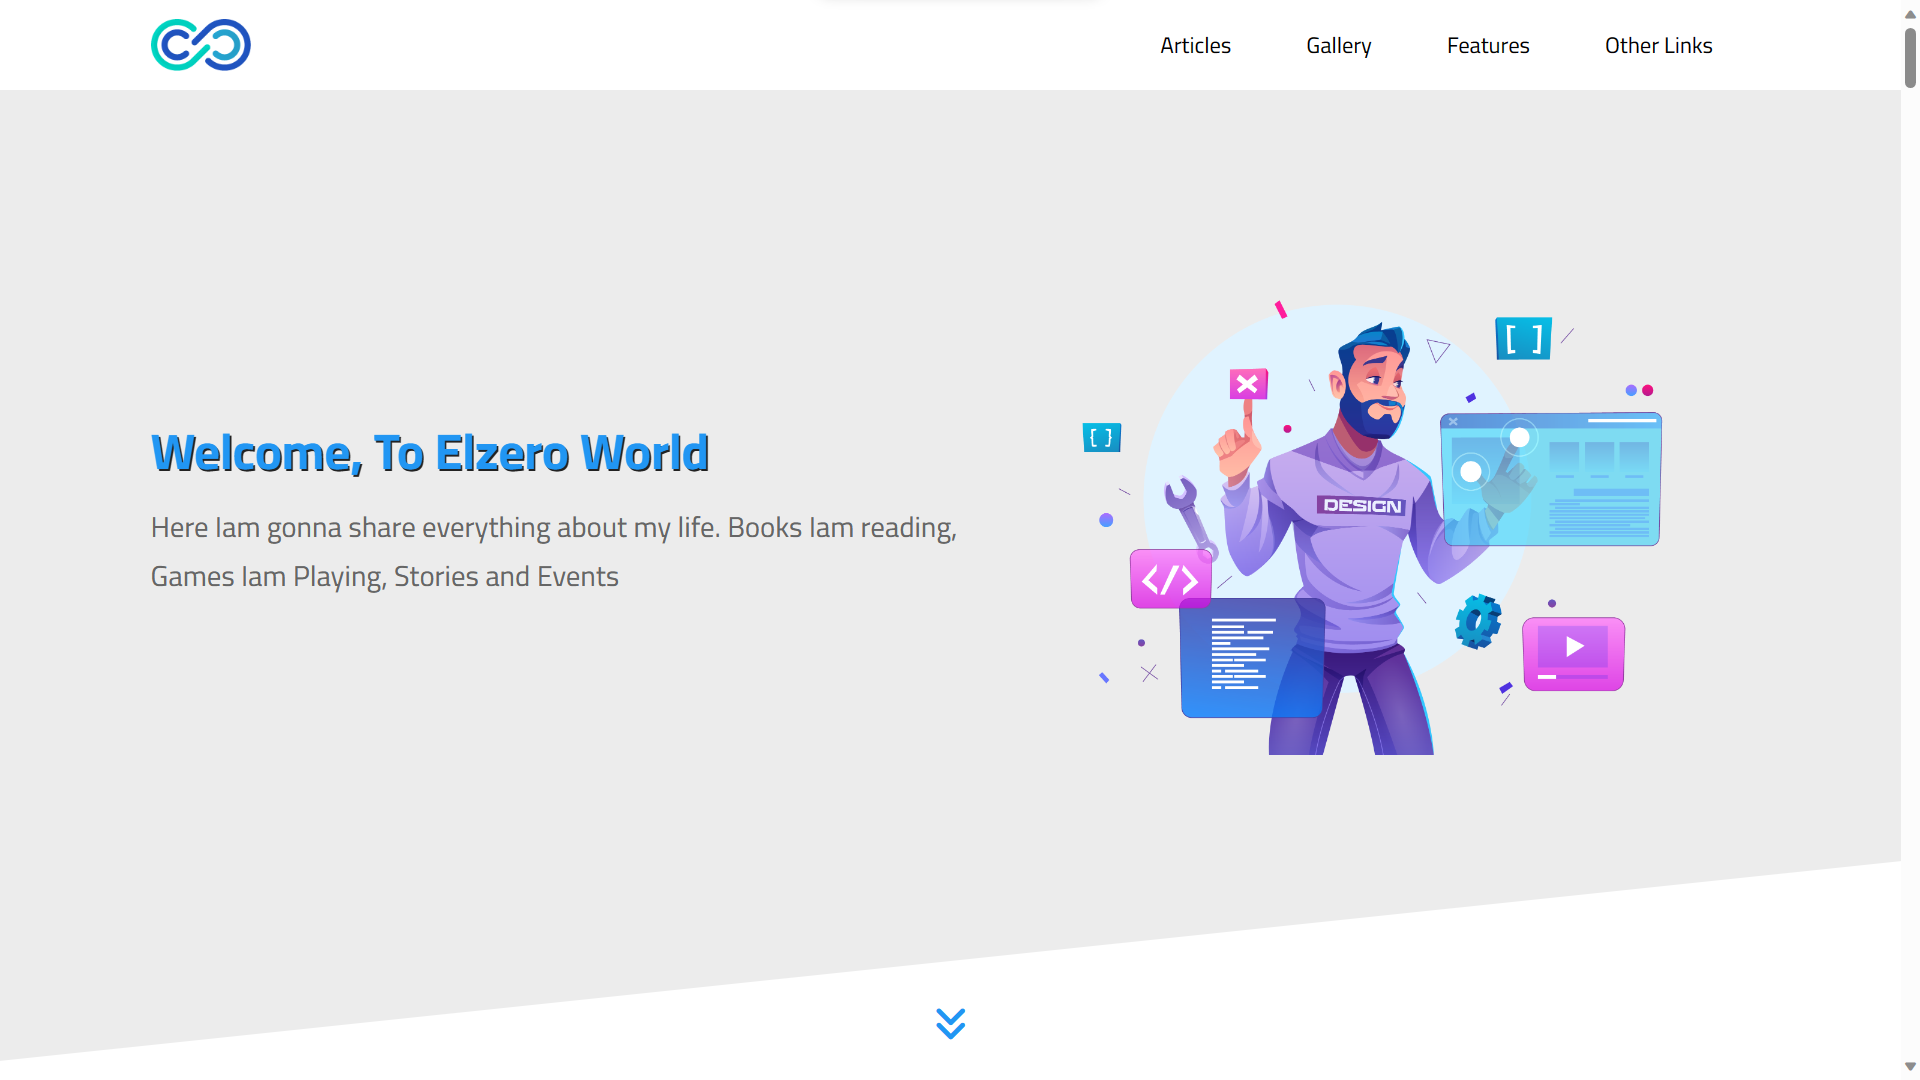 Articles
Gallery
Features
Other Links
Welcome, To Elzero World
Here Iam gonna share everything about my life. Books Iam reading,
Games Iam Playing, Stories and Events
[ ]
{ }
DESIGN
</>